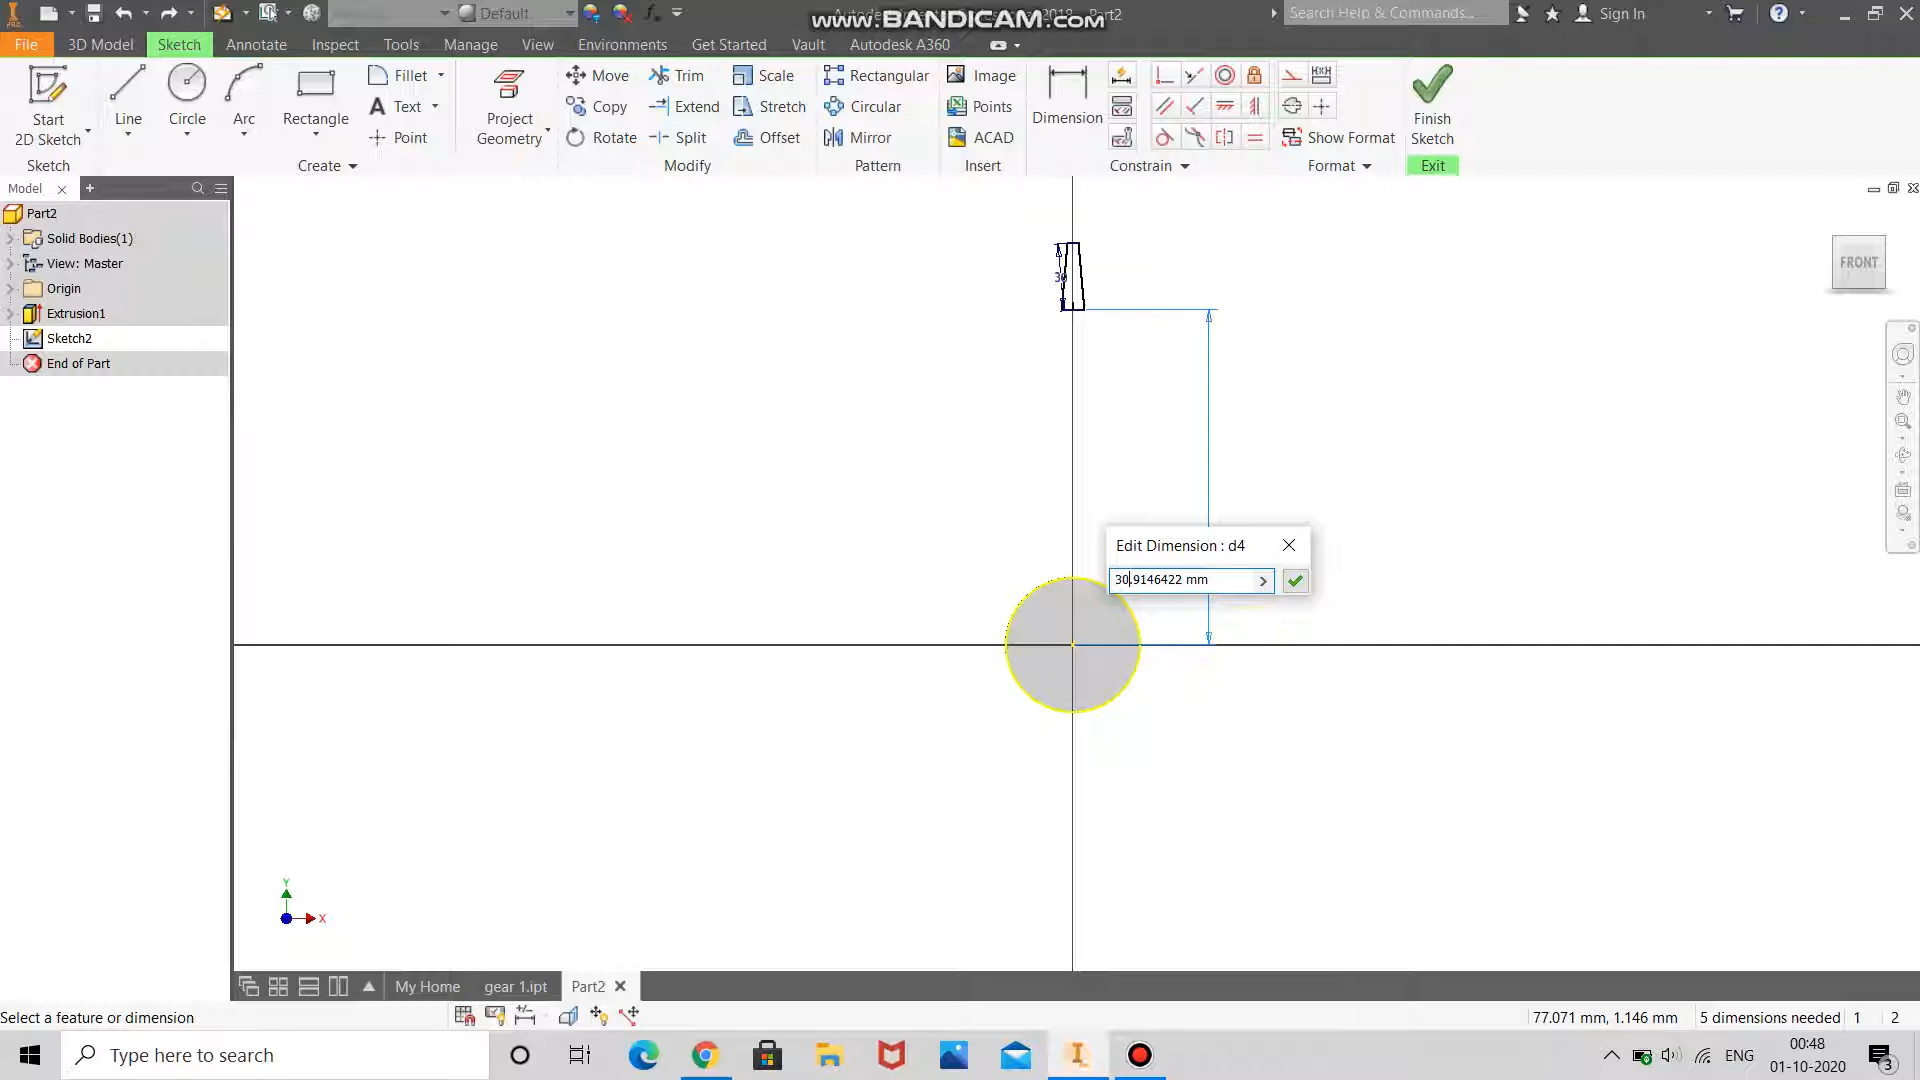 Default
Autodesk
2018 Part2
www.BANDICAM.com
Search Help & Commands...
Sign In
File
3D Model
Sketch
Annotate
Inspect
Tools
Manage
View
Environments
Get Started
Vault
Autodesk A360
Start
2D Sketch
Line
Circle
Arc
Rectangle
Fillet
Text
Point
Project
Geometry
Move
Copy
Rotate
Trim
Extend
Split
Scale
Stretch
Offset
Rectangular
Circular
Mirror
Image
Points
ACAD
Dimension
Show Format
Finish
Sketch
Sketch
Create
Modify
Pattern
Insert
Constrain
Format
Exit
Model
Part2
Solid Bodies(1)
View: Master
Origin
Extrusion1
Sketch2
End of Part
FRONT
30
Edit Dimension : d4
30.9146422 mm
Y
X
My Home
gear 1.ipt
Part2
Select a feature or dimension
77.071 mm, 1.146 mm
5 dimensions needed
1
2
Type here to search
ENG
00:48
01-10-2020
3